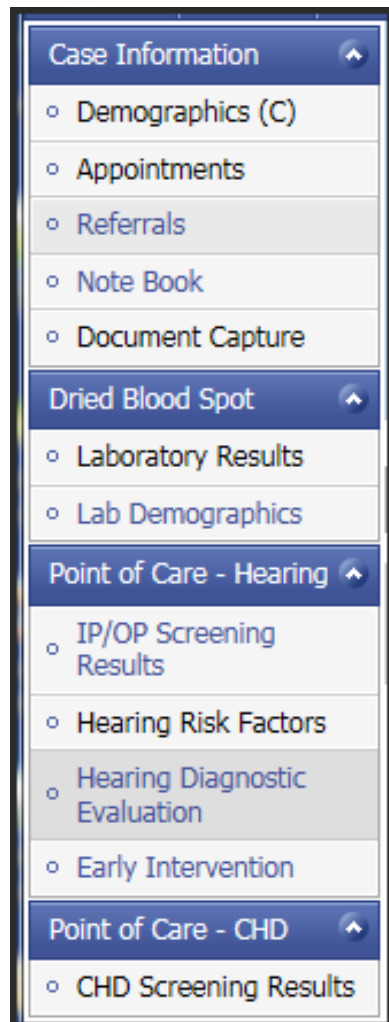 Case Information
Demographics (C)
Appointments
Referrals
Note Book
Document Capture
Dried Blood Spot
Laboratory Results
Lab Demographics
Point of Care - Hearing
IP/OP Screening
Results
Hearing Risk Factors
Hearing Diagnostic
Evaluation
Early Intervention
Point of Care - CHD
CHD Screening Results